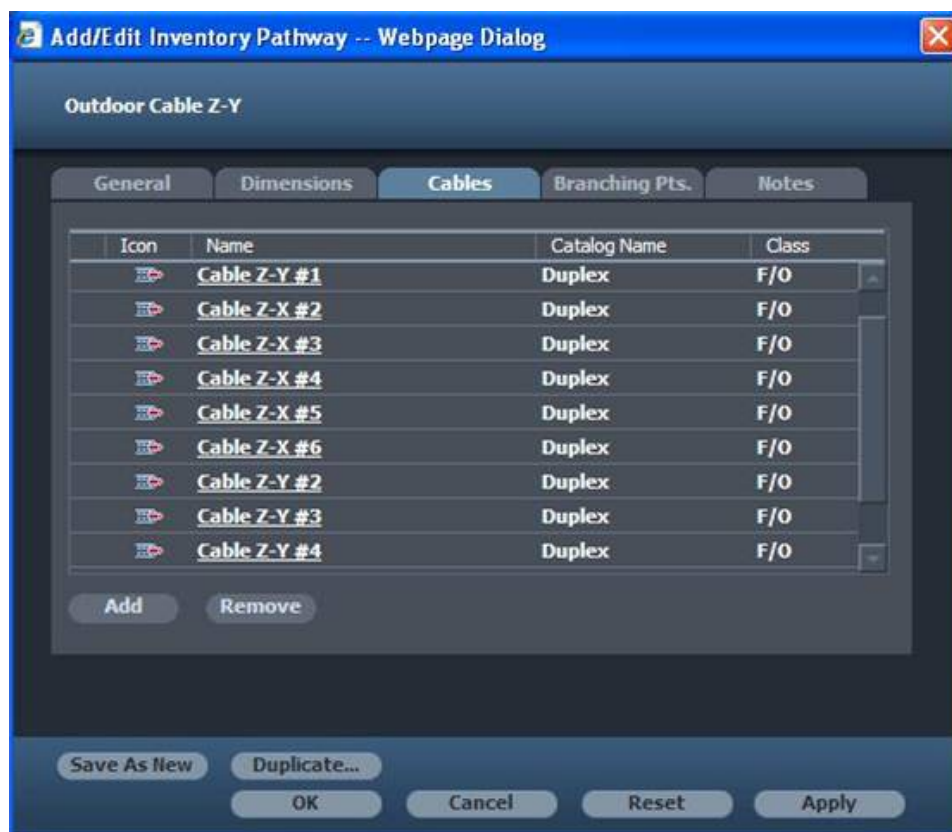 Add/Edit Inventory Pathway -- Webpage Dialog
Outdoor Cable Z-Y
General Dimensions Cables Branching Pts. Notes
Icon Name Catalog Name Class
Cable Z-Y #1 Duplex F/O
Cable Z-X #2 Duplex F/O
Cable Z-X #3 Duplex F/O
Cable Z-X #4 Duplex F/O
Cable Z-X #5 Duplex F/O
Cable Z-X #6 Duplex F/O
Cable Z-Y #2 Duplex F/O
Cable Z-Y #3 Duplex F/O
Cable Z-Y #4 Duplex F/O
Add Remove
Save As New Duplicate...
OK Cancel Reset Apply